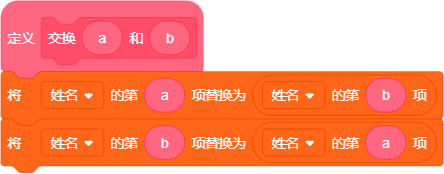 定义 交换 a 和 b
将 姓名 的第 a 项替换为 姓名 的第 b 项
将 姓名 的第 b 项替换为 姓名 的第 a 项